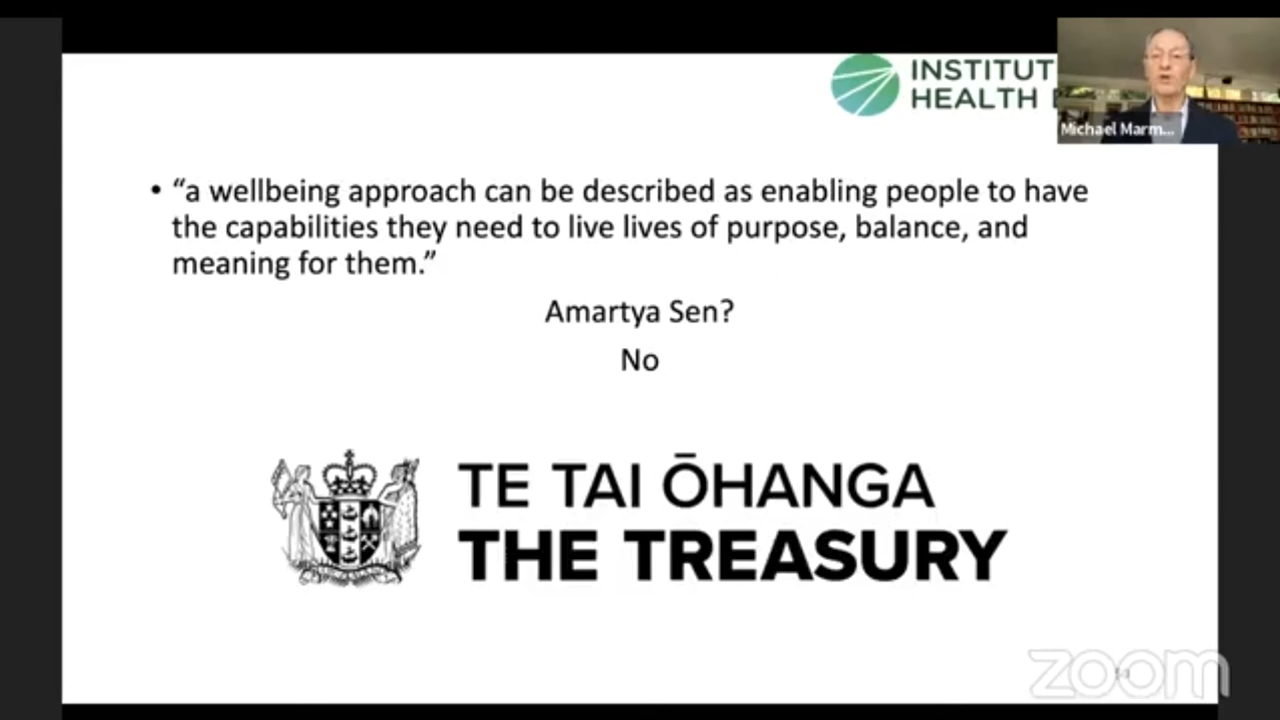 INSTITUT
HEALTH
Michael Marm...
• “a wellbeing approach can be described as enabling people to have
the capabilities they need to live lives of purpose, balance, and
meaning for them.”
Amartya Sen?
No
TE TAI ŌHANGA
THE TREASURY
zoom